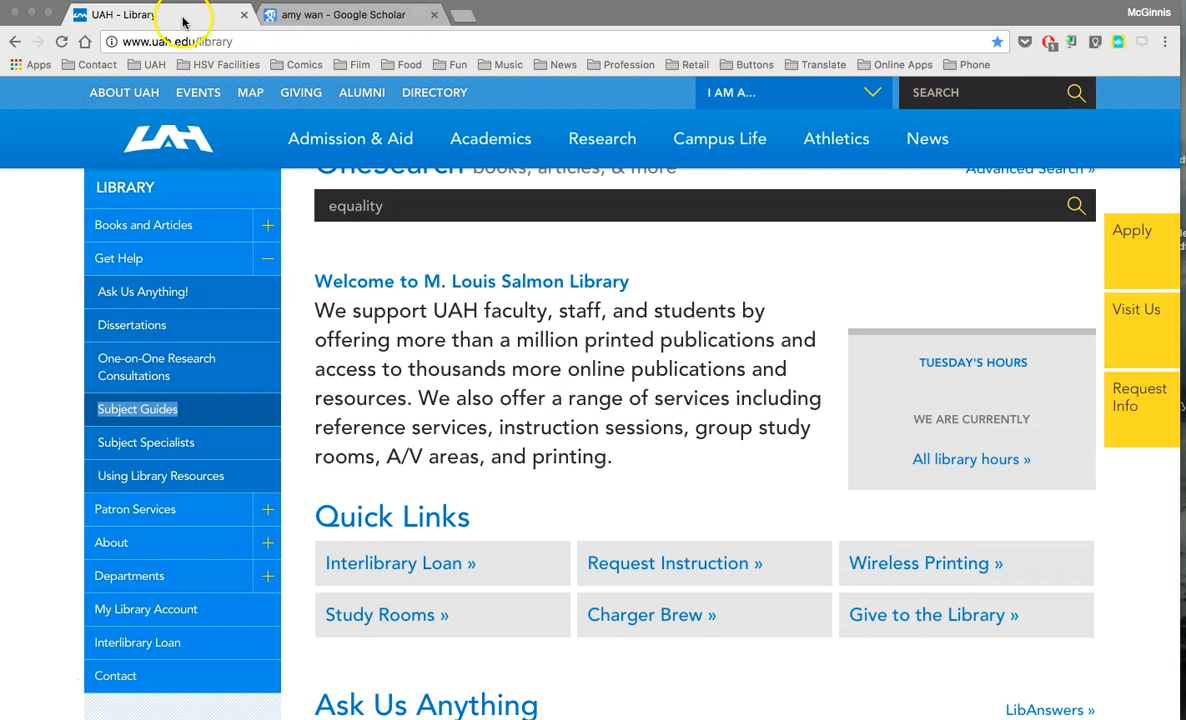 UAH - Library
amy wan - Google Scholar
McGinnis
www.uah.edu/library
1
Apps Contact UAH HSV Facilities Comics Film Food Fun Music News Profession Retail Buttons Translate Online Apps Phone
ABOUT UAH EVENTS MAP GIVING ALUMNI DIRECTORY I AM A... SEARCH
UAH Admission & Aid Academics Research Campus Life Athletics News
LIBRARY
Books and Articles
Get Help
Ask Us Anything!
Dissertations
One-on-One Research
Consultations
Subject Guides
Subject Specialists
Using Library Resources
Patron Services
About
Departments
My Library Account
Interlibrary Loan
Contact
OneSearch books, articles, & more Advanced Search »
equality
Welcome to M. Louis Salmon Library
We support UAH faculty, staff, and students by
offering more than a million printed publications and
access to thousands more online publications and
resources. We also offer a range of services including
reference services, instruction sessions, group study
rooms, A/V areas, and printing.
TUESDAY'S HOURS
WE ARE CURRENTLY
All library hours »
Quick Links
Interlibrary Loan » Request Instruction » Wireless Printing »
Study Rooms » Charger Brew » Give to the Library »
Ask Us Anything LibAnswers »
Apply
Visit Us
Request
Info